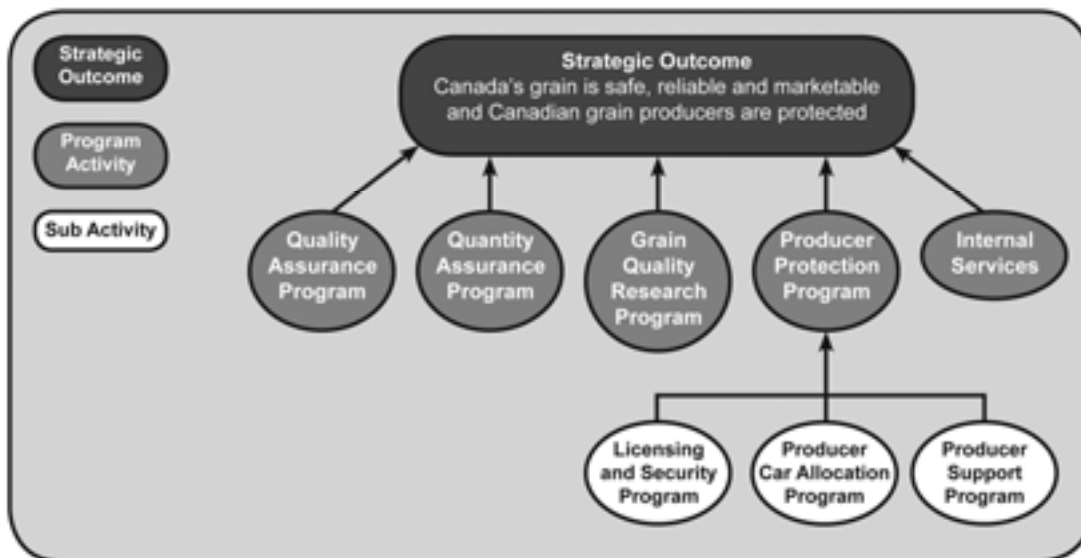 Strategic
Outcome
Program
Activity
Sub Activity
Strategic Outcome
Canada's grain is safe, reliable and marketable
and Canadian grain producers are protected
Quality
Assurance
Program
Quantity
Assurance
Program
Grain
Quality
Research
Program
Producer
Protection
Program
Internal
Services
Licensing
and Security
Program
Producer
Car Allocation
Program
Producer
Support
Program